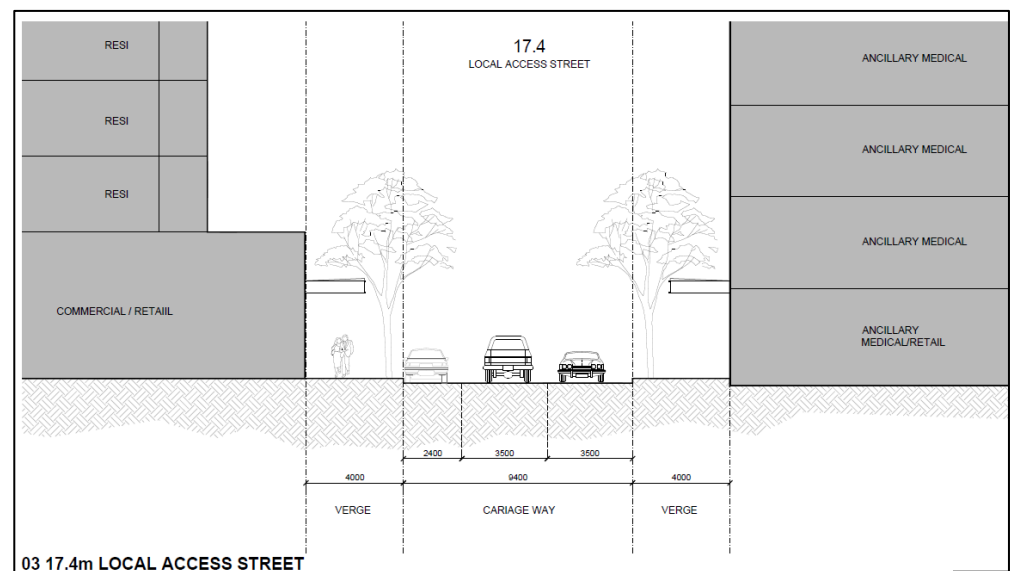 17.4
LOCAL ACCESS STREET
RESI
RESI
RESI
COMMERCIAL / RETAIIL
ANCILLARY MEDICAL
ANCILLARY MEDICAL
ANCILLARY MEDICAL
ANCILLARY
MEDICAL/RETAIL
2400 3500 3500
4000 9400 4000
VERGE CARIAGE WAY VERGE
03 17.4m LOCAL ACCESS STREET